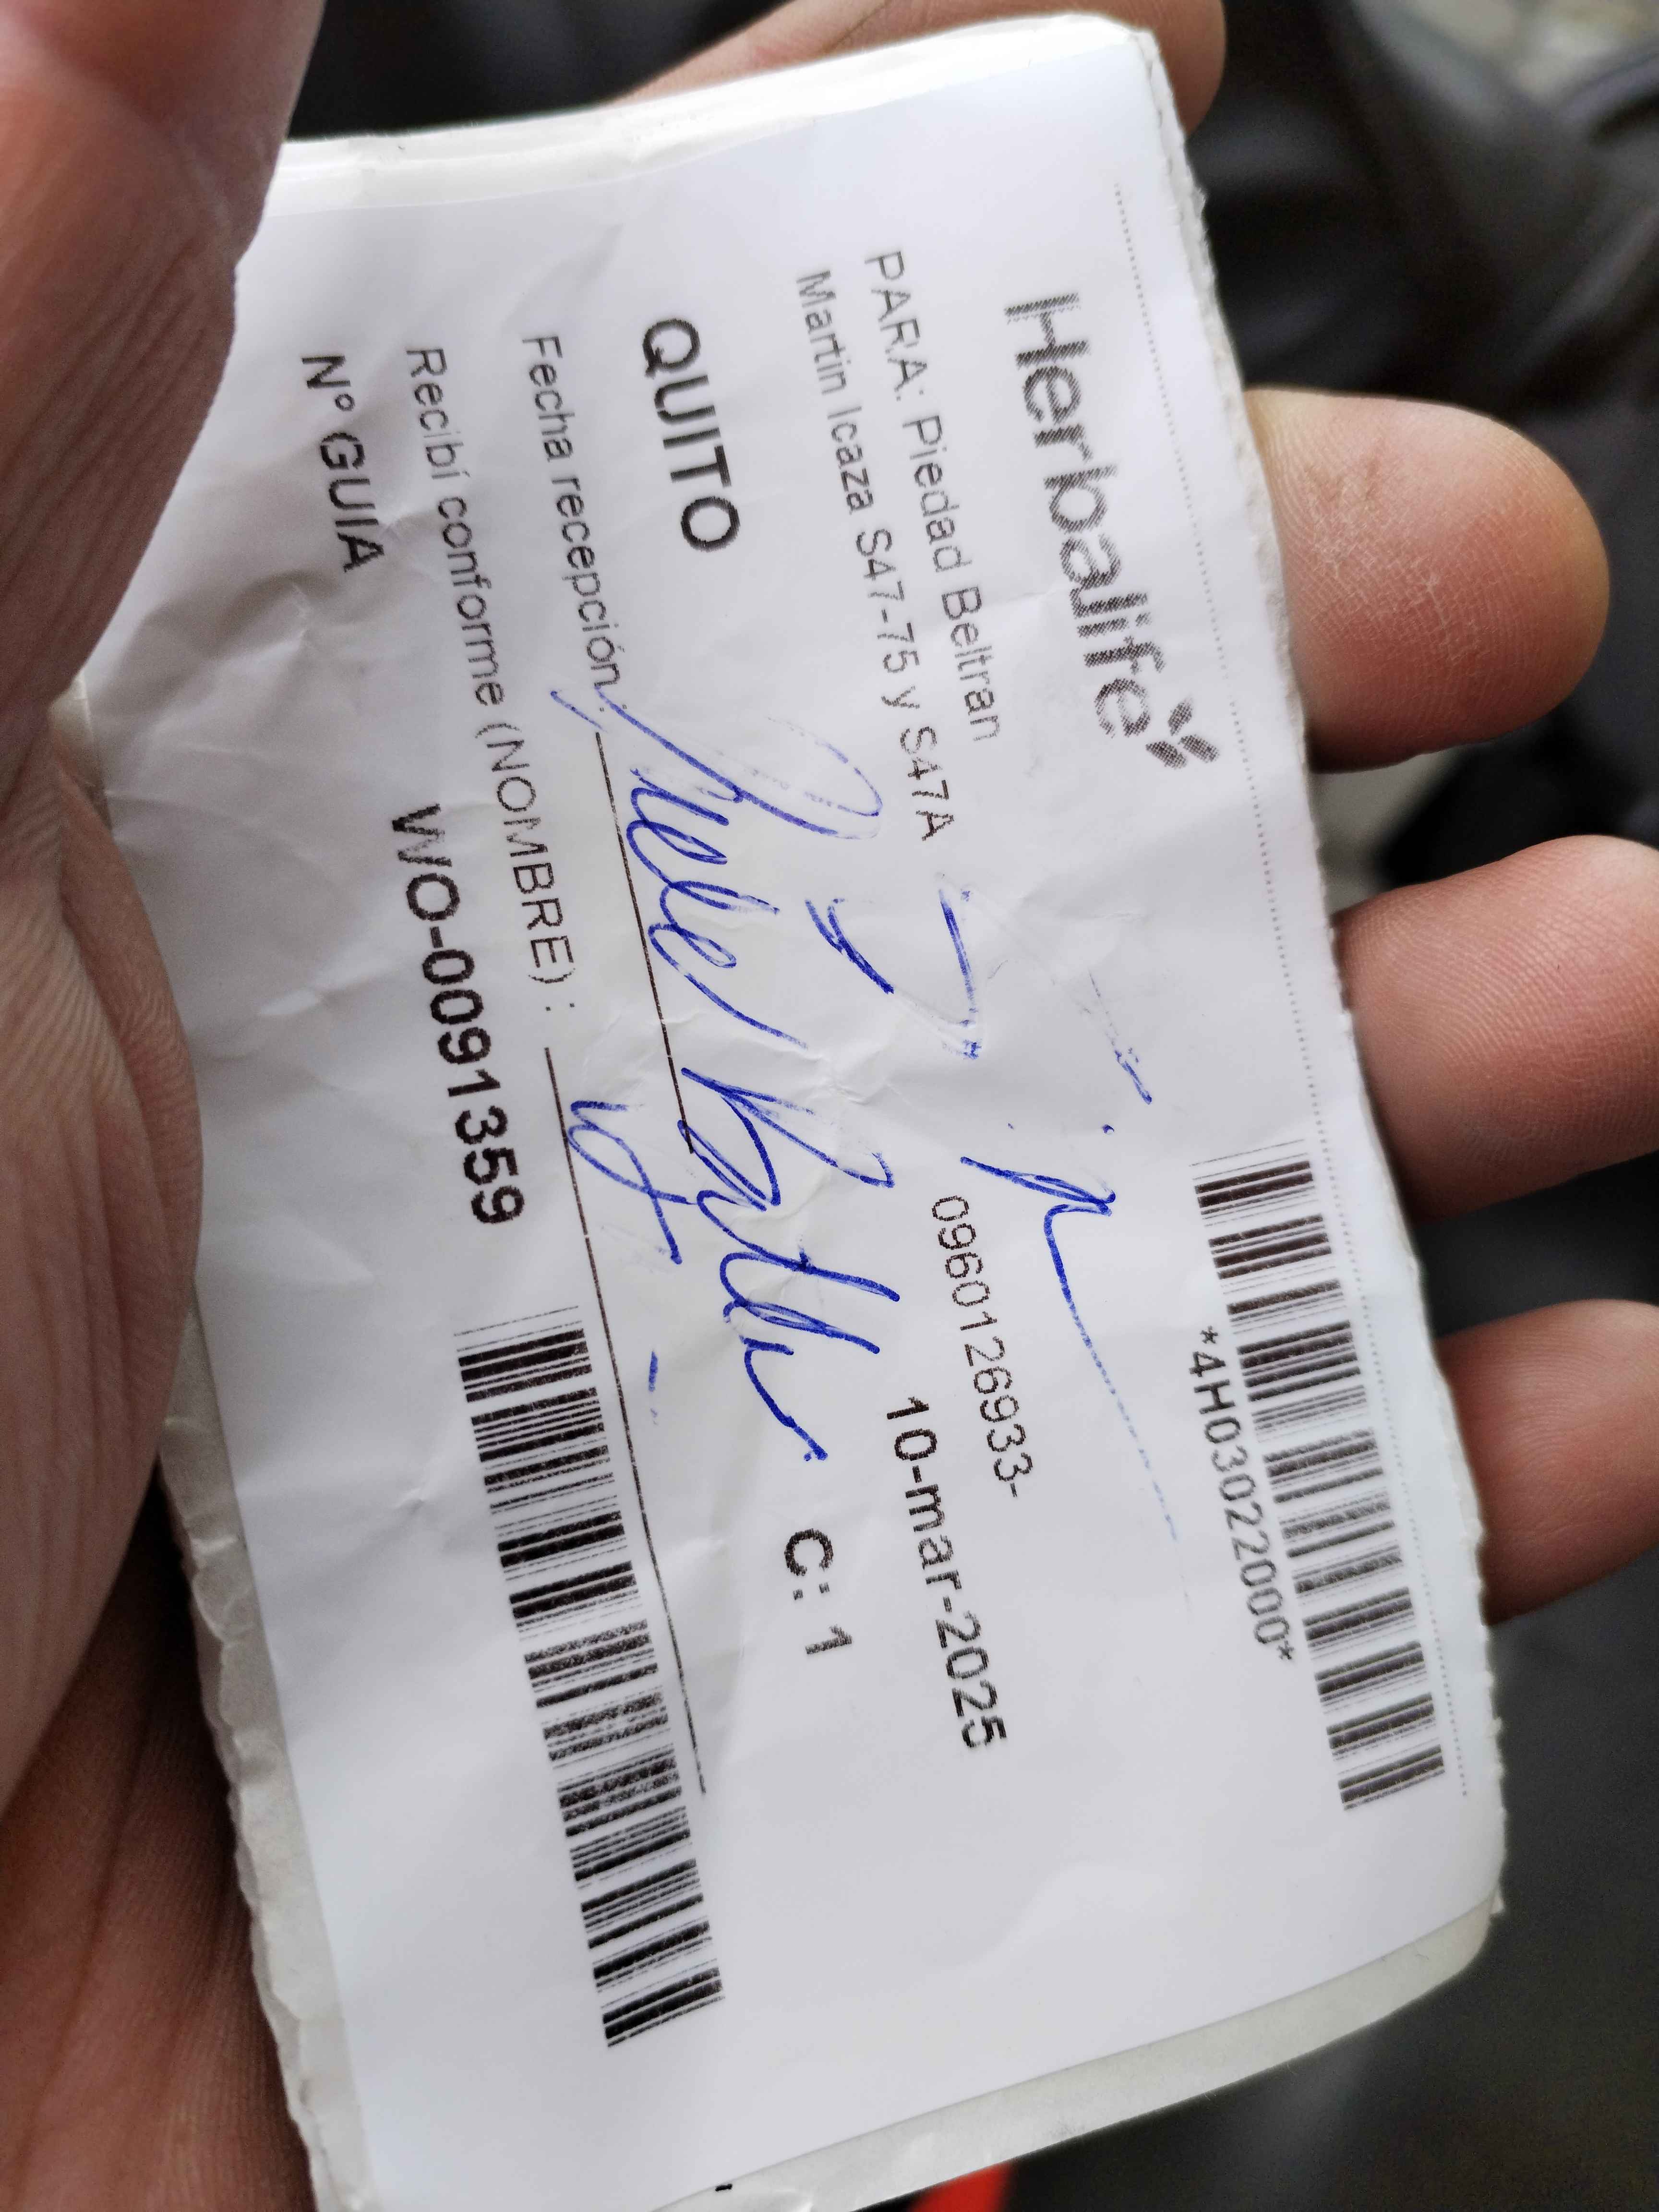 Herbalife
*4H03022000*
PARA: Piedad Beltran 0960126933-
Martin Icaza S47-75 y S47A
10-mar-2025
QUITO C: 1
Fecha recepción:
Recibí conforme (NOMBRE) :
N° GUIA WO-0091359